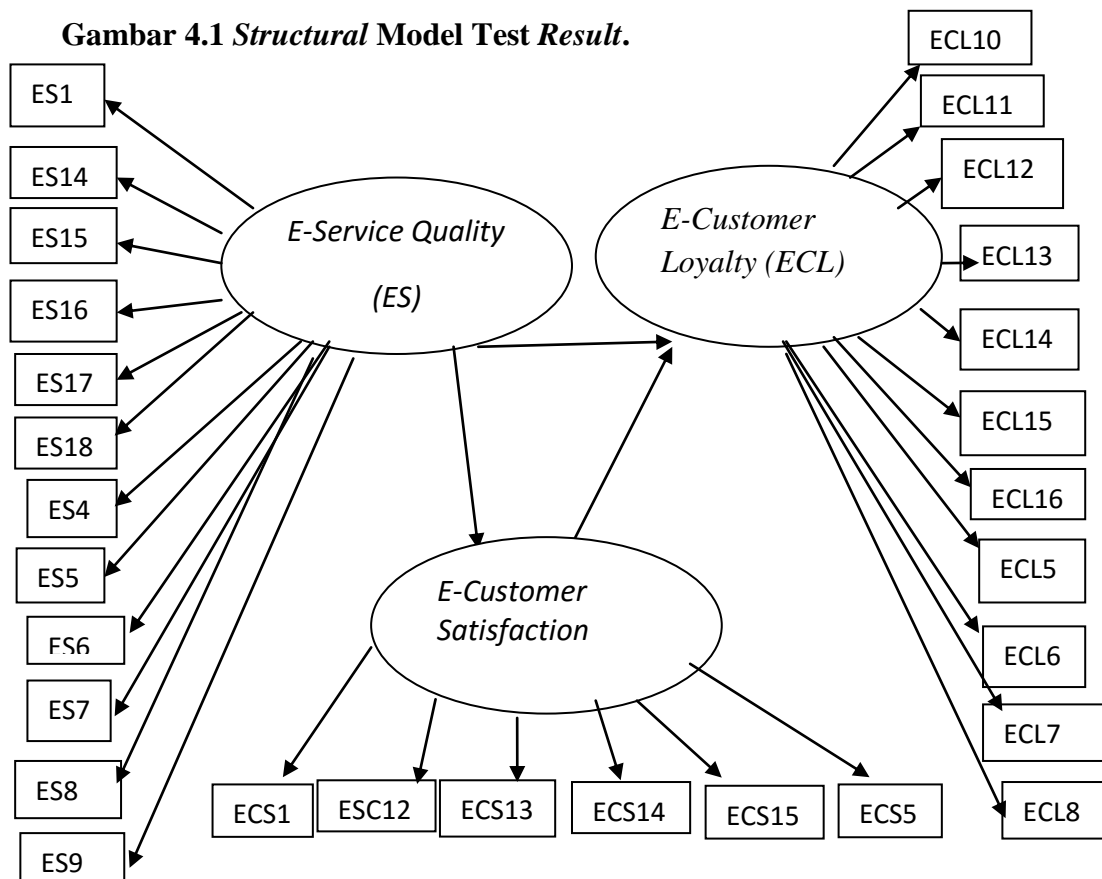 Gambar 4.1 Structural Model Test Result.
ES1
ES14
ES15
ES16
ES17
ES18
ES4
ES5
ES6
ES7
ES8
ES9
E-Service Quality
(ES)
E-Customer
Loyalty (ECL)
E-Customer
Satisfaction
ECL10
ECL11
ECL12
ECL13
ECL14
ECL15
ECL16
ECL5
ECL6
ECL7
ECL8
ECS1
ESC12
ECS13
ECS14
ECS15
ECS5